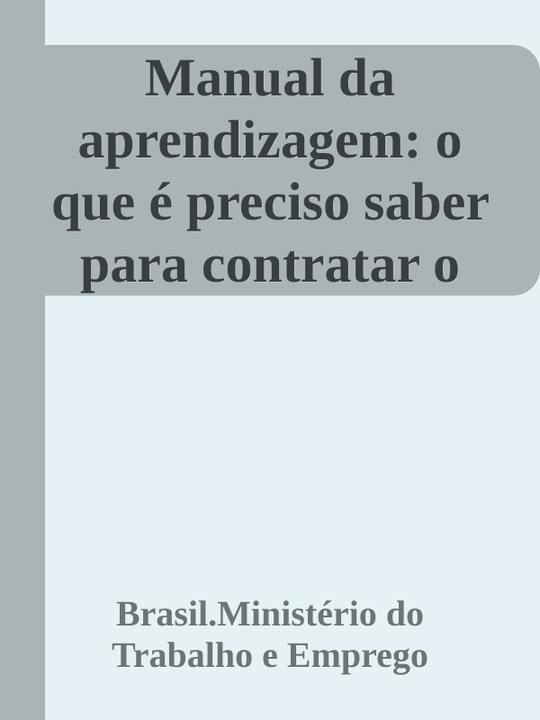 Manual da
aprendizagem: o
que é preciso saber
para contratar o
Brasil.Ministério do
Trabalho e Emprego